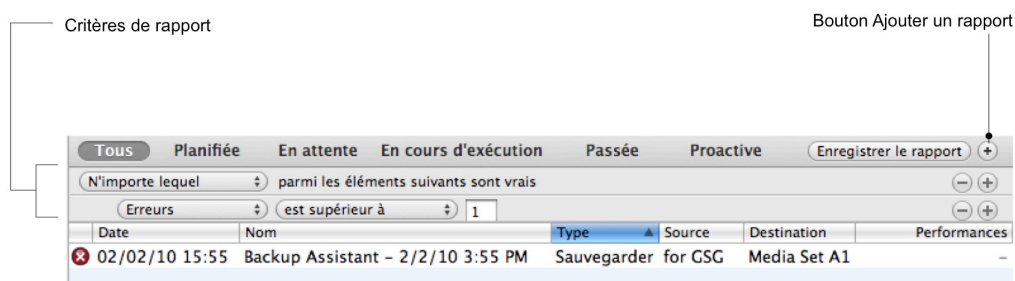 Critères de rapport
Bouton Ajouter un rapport
Tous Planifiée En attente En cours d'exécution Passée Proactive Enregistrer le rapport +
N'importe lequel parmi les éléments suivants sont vrais − +
Erreurs est supérieur à 1 − +
Date Nom Type Source Destination Performances
02/02/10 15:55 Backup Assistant – 2/2/10 3:55 PM Sauvegarder for GSG Media Set A1 –